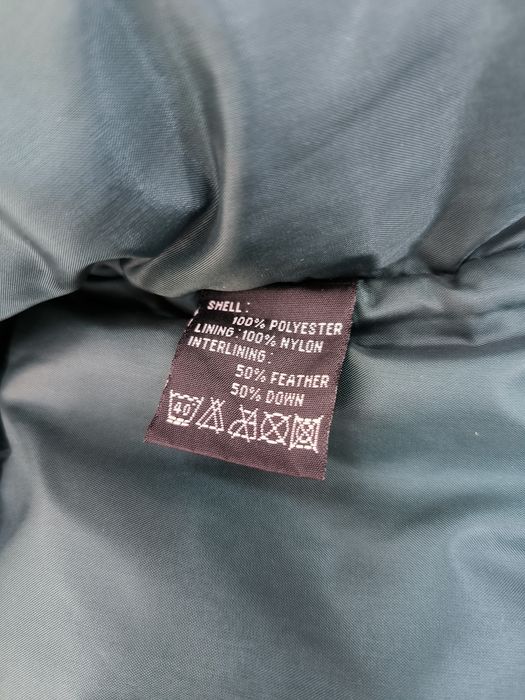 SHELL:
100% POLYESTER
LINING:100% NYLON
INTERLINING:
50% FEATHER
50% DOWN
40